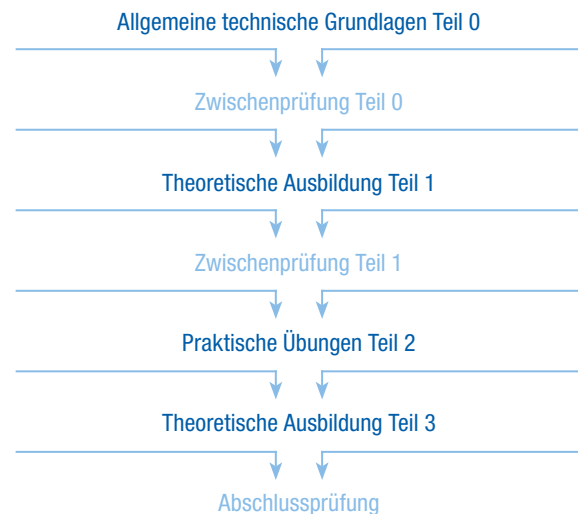 Allgemeine technische Grundlagen Teil 0
Zwischenprüfung Teil 0
Theoretische Ausbildung Teil 1
Zwischenprüfung Teil 1
Praktische Übungen Teil 2
Theoretische Ausbildung Teil 3
Abschlussprüfung